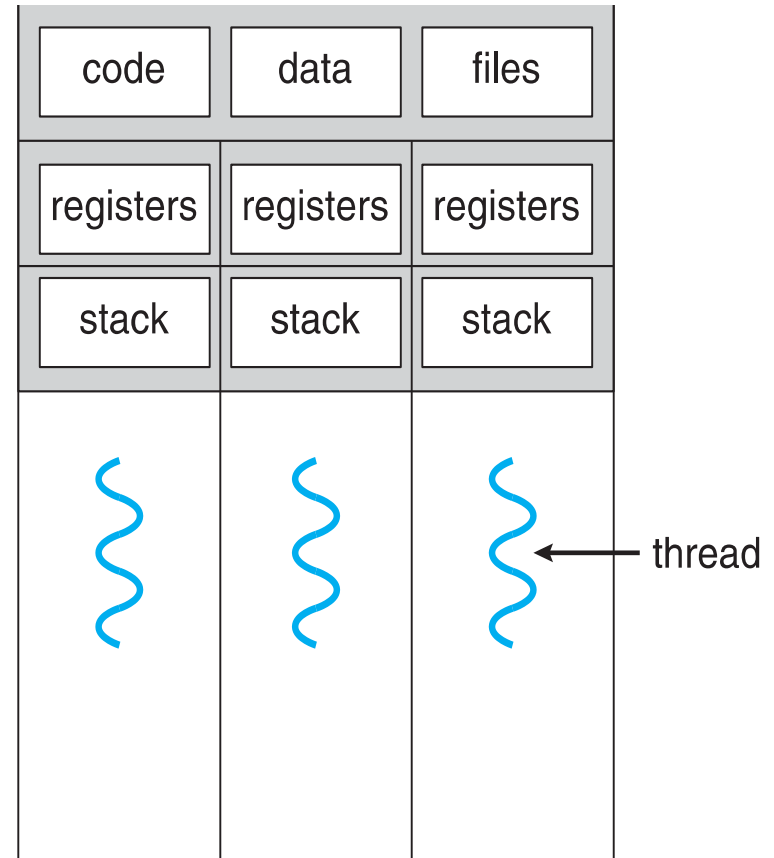 code data files
registers registers registers
stack stack stack
thread